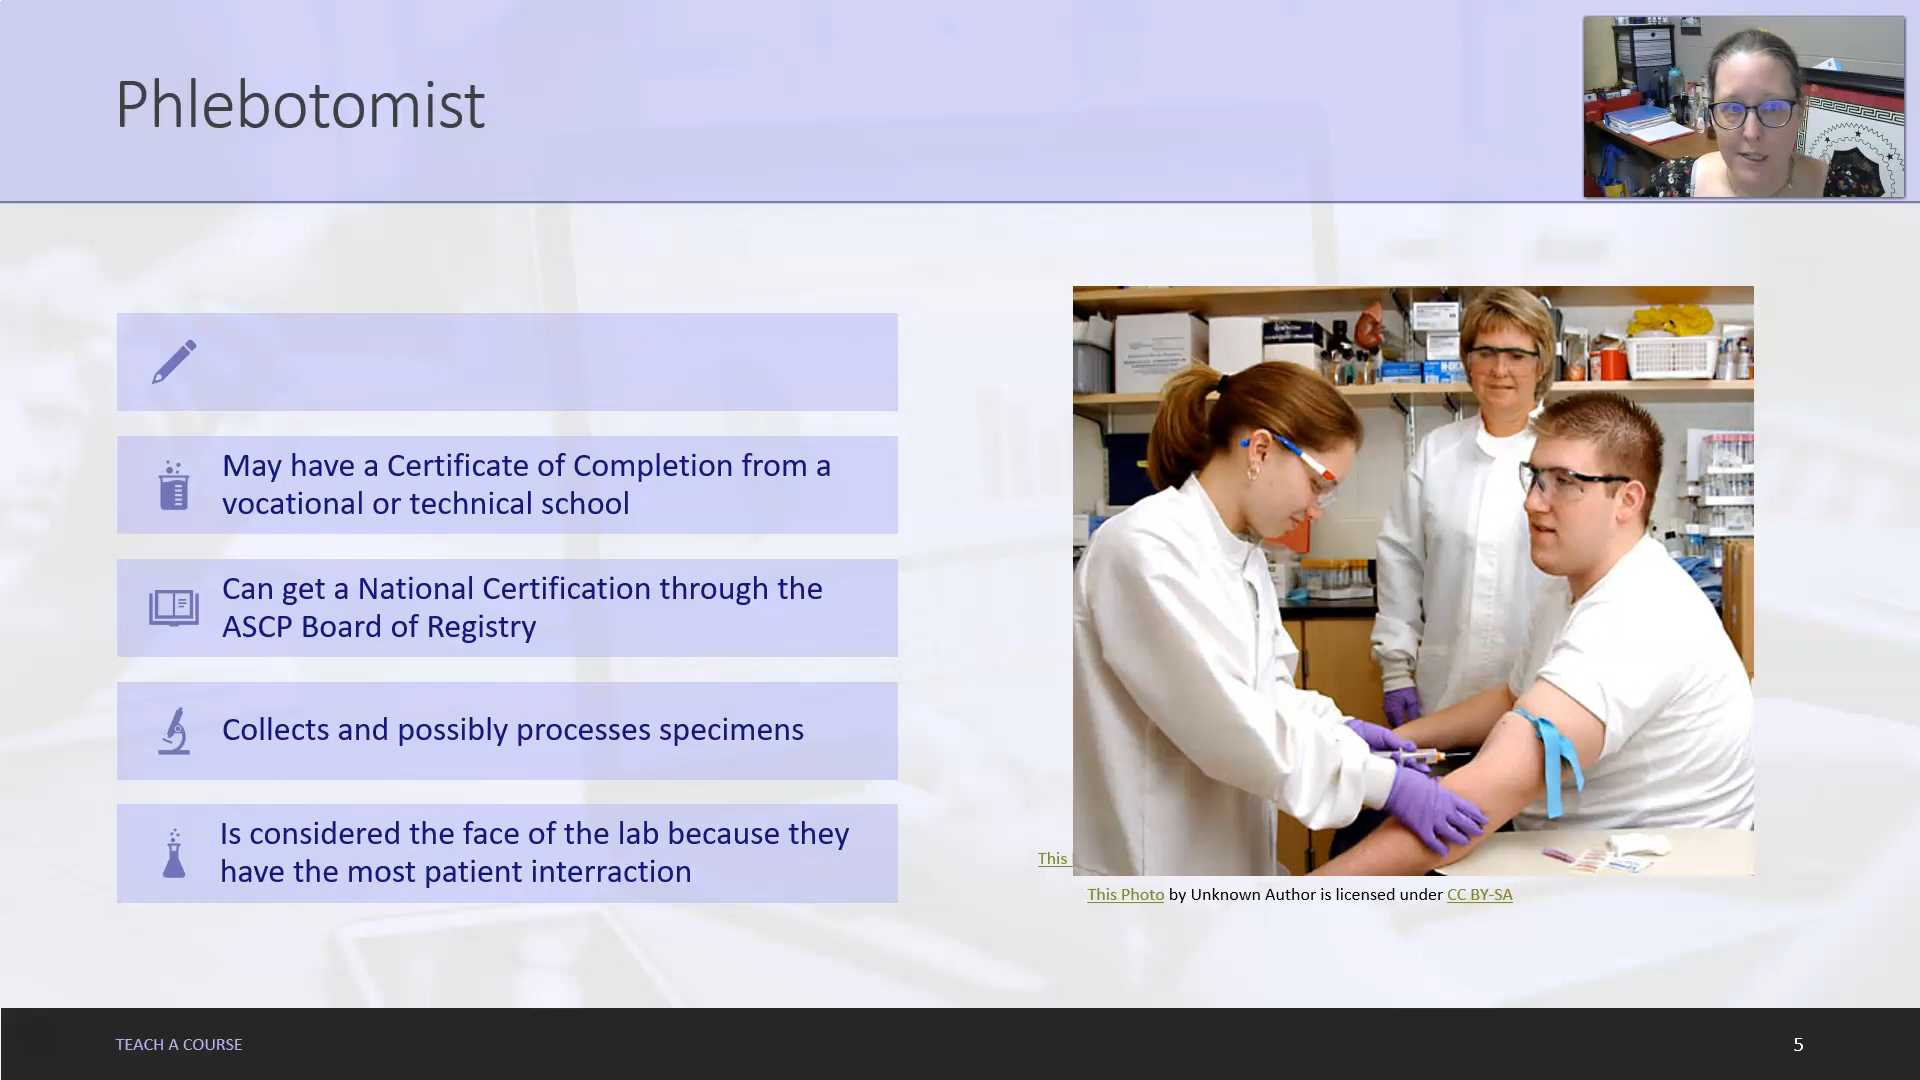 Phlebotomist
May have a Certificate of Completion from a
vocational or technical school
Can get a National Certification through the
ASCP Board of Registry
Collects and possibly processes specimens
Is considered the face of the lab because they
have the most patient interraction
This
This Photo by Unknown Author is licensed under CC BY-SA
TEACH A COURSE
5